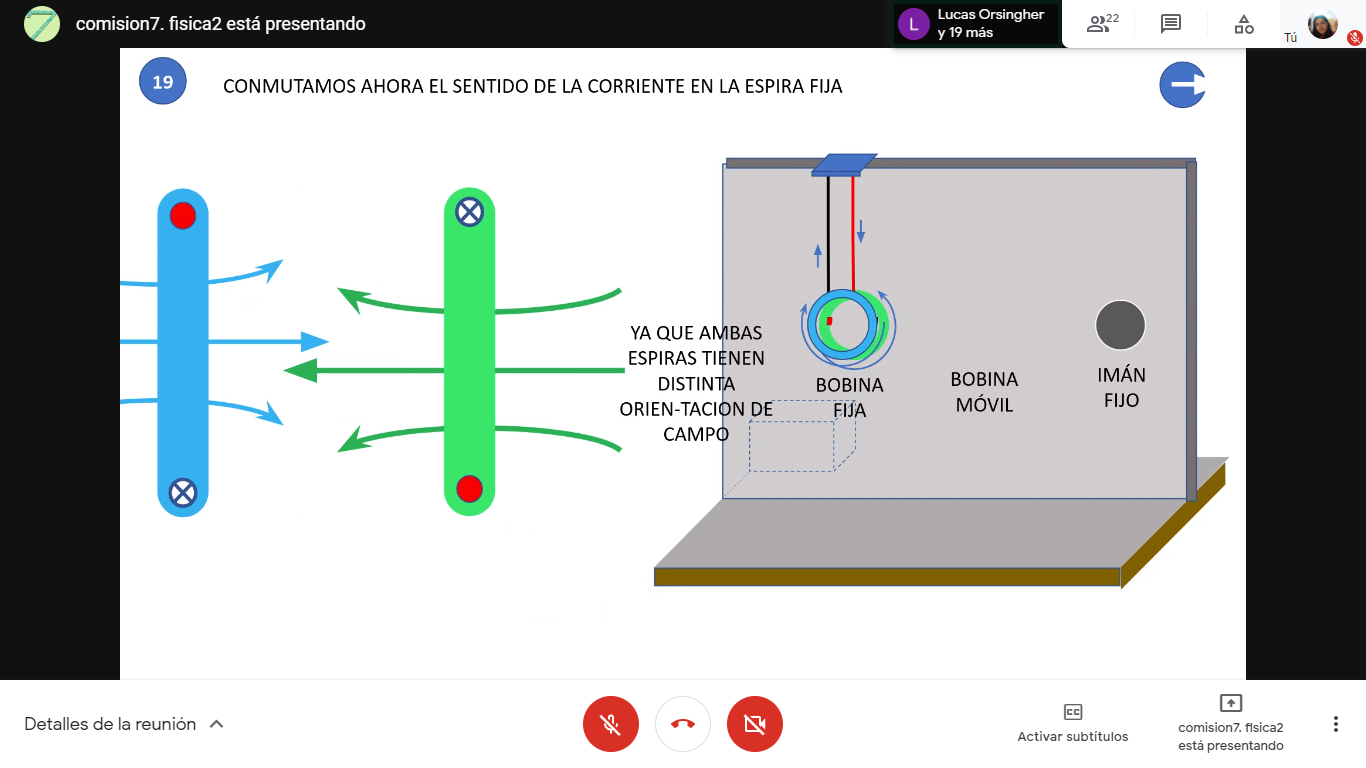 7
comision7. fisica2 está presentando
L
Lucas Orsingher
y 19 más
22
Tú
19
CONMUTAMOS AHORA EL SENTIDO DE LA CORRIENTE EN LA ESPIRA FIJA
YA QUE AMBAS
ESPIRAS TIENEN
DISTINTA
ORIEN-TACION DE
CAMPO
BOBINA
FIJA
BOBINA
MÓVIL
IMÁN
FIJO
Detalles de la reunión
CC
Activar subtítulos
comision7. fisica2
está presentando